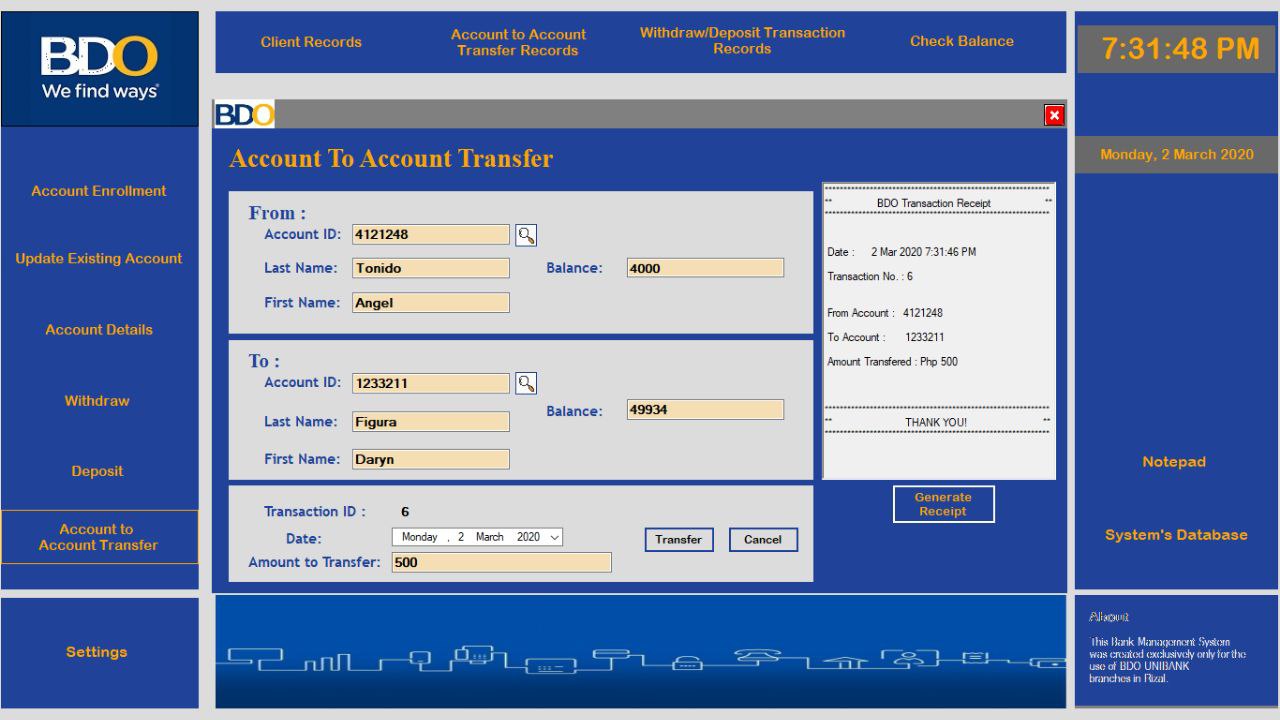 BDO
We find ways®
Account Enrollment
Update Existing Account
Account Details
Withdraw
Deposit
Account to
Account Transfer
Settings
Client Records
Account to Account
Transfer Records
Withdraw/Deposit Transaction
Records
Check Balance
BDO
Account To Account Transfer
From :
Account ID: 4121248
Last Name: Tonido Balance: 4000
First Name: Angel
To :
Account ID: 1233211
Last Name: Figura Balance: 49934
First Name: Daryn
Transaction ID : 6
Date: Monday , 2 March 2020
Amount to Transfer: 500
Transfer Cancel
** BDO Transaction Receipt **
Date : 2 Mar 2020 7:31:46 PM
Transaction No. : 6
From Account : 4121248
To Account : 1233211
Amount Transfered : Php 500
** THANK YOU! **
Generate
Receipt
7:31:48 PM
Monday, 2 March 2020
Notepad
System's Database
About
This Bank Management System
was created exclusively only for the
use of BDO UNIBANK
branches in Rizal.